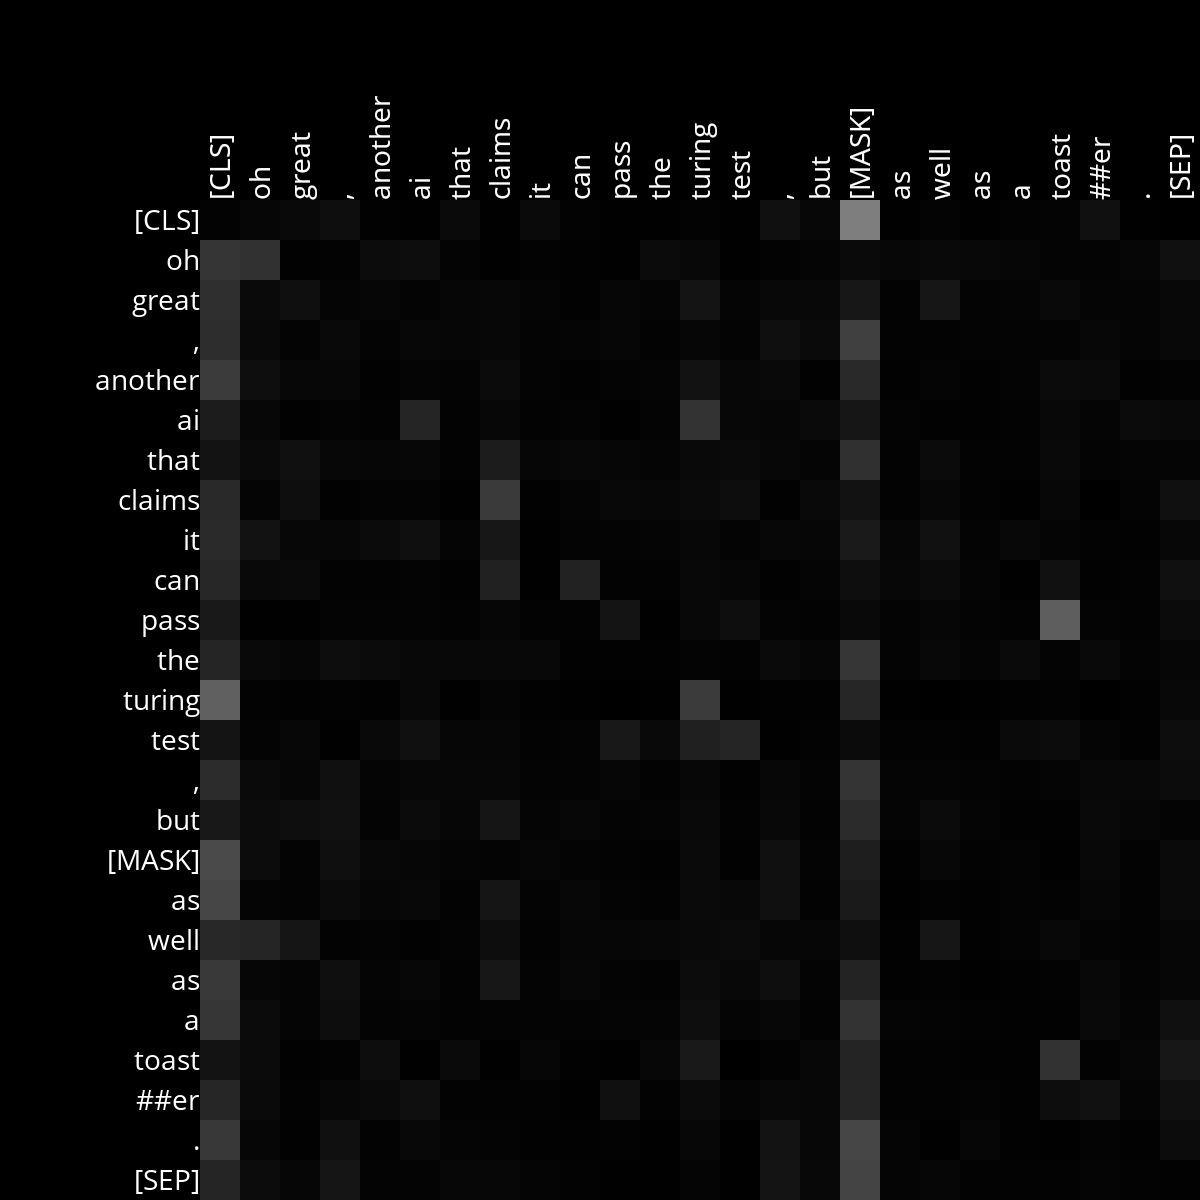 [CLS] oh great , another ai that claims it can pass the turing test , but [MASK] as well as a toast ##er . [SEP]
[CLS]
oh
great
,
another
ai
that
claims
it
can
pass
the
turing
test
,
but
[MASK]
as
well
as
a
toast
##er
.
[SEP]